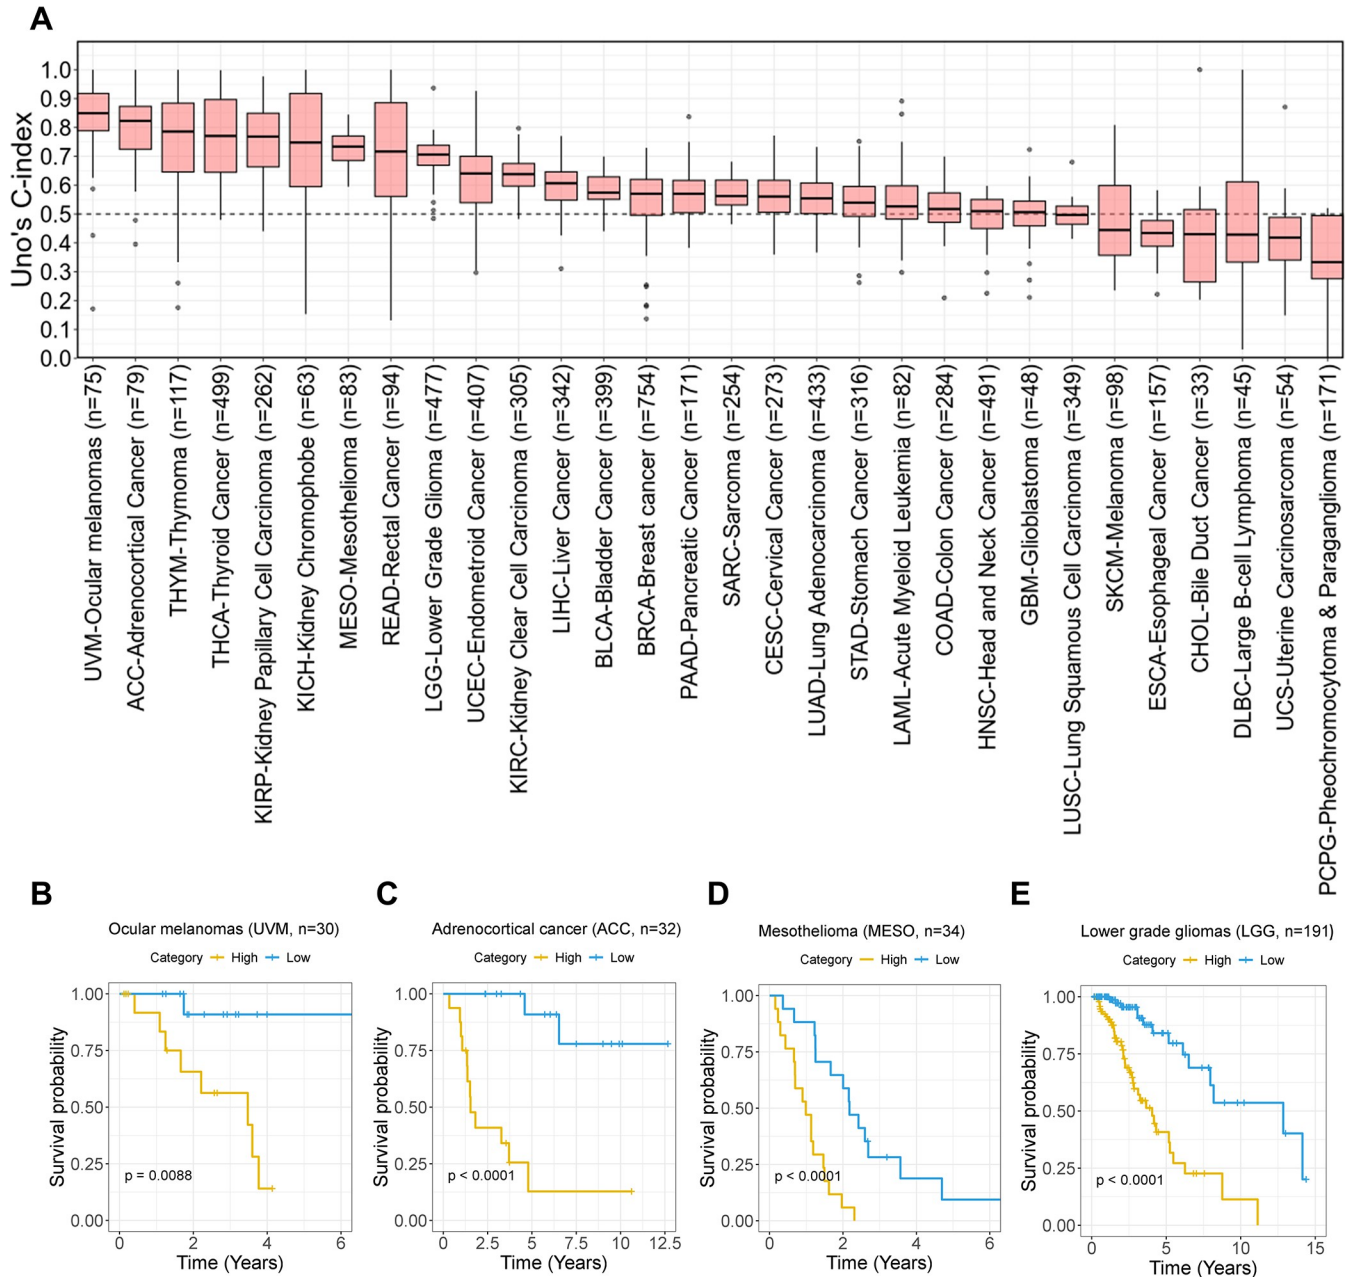 A
Uno's C-index
1.0
0.9
0.8
0.7
0.6
0.5
0.4
0.3
0.2
0.1
0.0
UVM-Ocular melanomas (n=75)
ACC-Adrenocortical Cancer (n=79)
THYM-Thymoma (n=117)
THCA-Thyroid Cancer (n=499)
KIRP-Kidney Papillary Cell Carcinoma (n=262)
KICH-Kidney Chromophobe (n=63)
MESO-Mesothelioma (n=83)
READ-Rectal Cancer (n=94)
LGG-Lower Grade Glioma (n=477)
UCEC-Endometroid Cancer (n=407)
KIRC-Kidney Clear Cell Carcinoma (n=305)
LIHC-Liver Cancer (n=342)
BLCA-Bladder Cancer (n=399)
BRCA-Breast cancer (n=754)
PAAD-Pancreatic Cancer (n=171)
SARC-Sarcoma (n=254)
CESC-Cervical Cancer (n=273)
LUAD-Lung Adenocarcinoma (n=433)
STAD-Stomach Cancer (n=316)
LAML-Acute Myeloid Leukemia (n=82)
COAD-Colon Cancer (n=284)
HNSC-Head and Neck Cancer (n=491)
GBM-Glioblastoma (n=48)
LUSC-Lung Squamous Cell Carcinoma (n=349)
SKCM-Melanoma (n=98)
ESCA-Esophageal Cancer (n=157)
CHOL-Bile Duct Cancer (n=33)
DLBC-Large B-cell Lymphoma (n=45)
UCS-Uterine Carcinosarcoma (n=54)
PCPG-Pheochromocytoma & Paraganglioma (n=171)
B
Ocular melanomas (UVM, n=30)
Category High Low
Survival probability
1.00
0.75
0.50
0.25
0.00
p = 0.0088
0 2 4 6
Time (Years)
C
Adrenocortical cancer (ACC, n=32)
Category High Low
Survival probability
1.00
0.75
0.50
0.25
0.00
p < 0.0001
0 2.5 5 7.5 10 12.5
Time (Years)
D
Mesothelioma (MESO, n=34)
Category High Low
Survival probability
1.00
0.75
0.50
0.25
0.00
p < 0.0001
0 2 4 6
Time (Years)
E
Lower grade gliomas (LGG, n=191)
Category High Low
Survival probability
1.00
0.75
0.50
0.25
0.00
p < 0.0001
0 5 10 15
Time (Years)